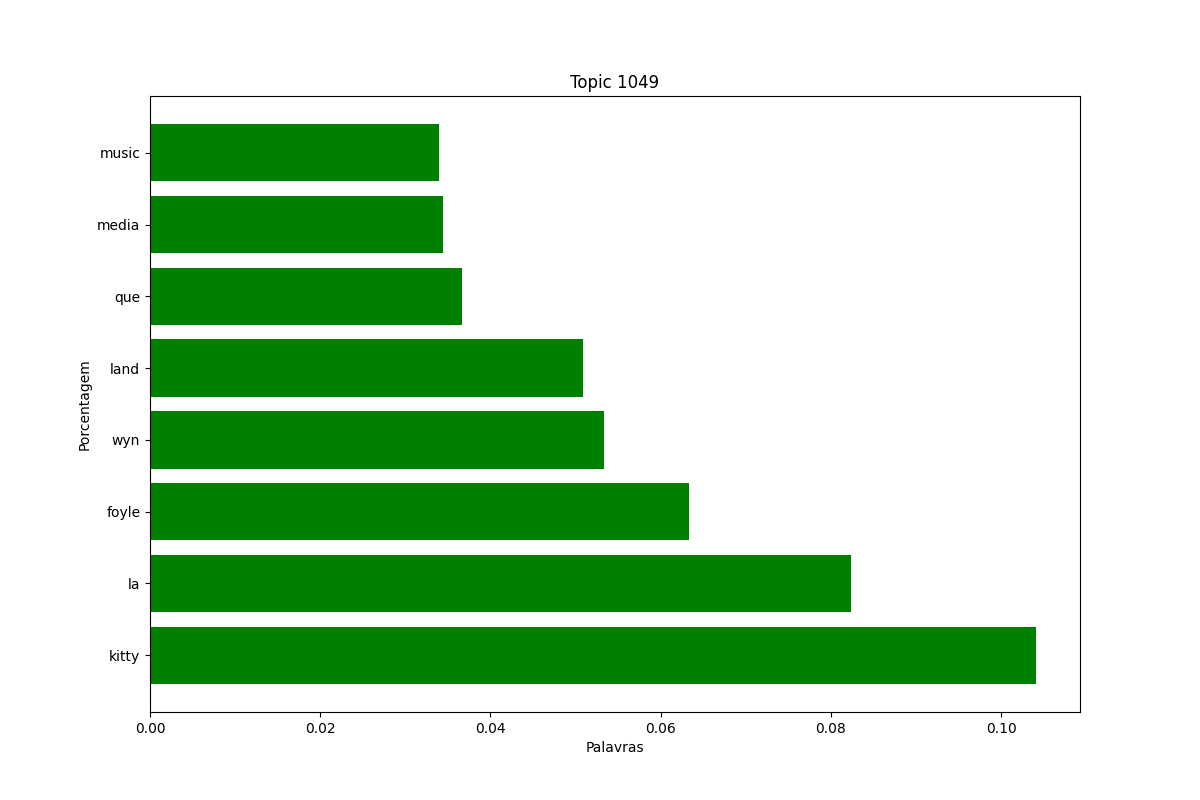 Topic 1049
music
media
que
land
wyn
foyle
la
kitty
Porcentagem
0.00 0.02 0.04 0.06 0.08 0.10
Palavras